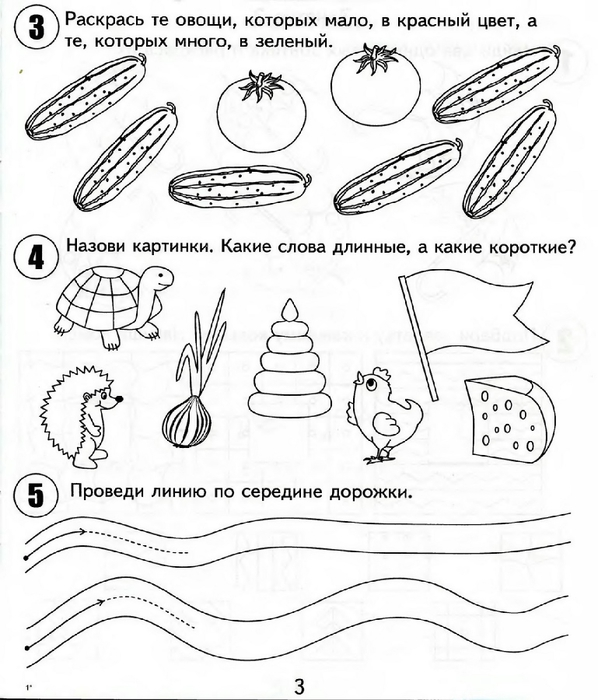 3 Раскрась те овощи, которых мало, в красный цвет, а
те, которых много, в зеленый.
4 Назови картинки. Какие слова длинные, а какие короткие?
5 Проведи линию по середине дорожки.
1*
3